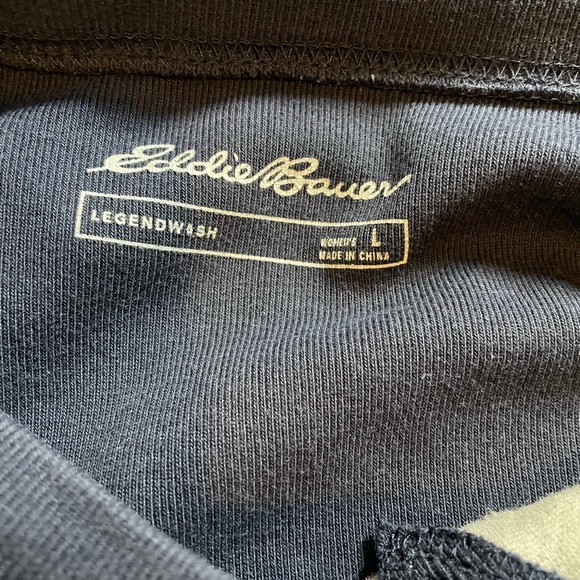 Eddie Bauer
LEGENDWASH
WOMEN'S L
MADE IN CHINA